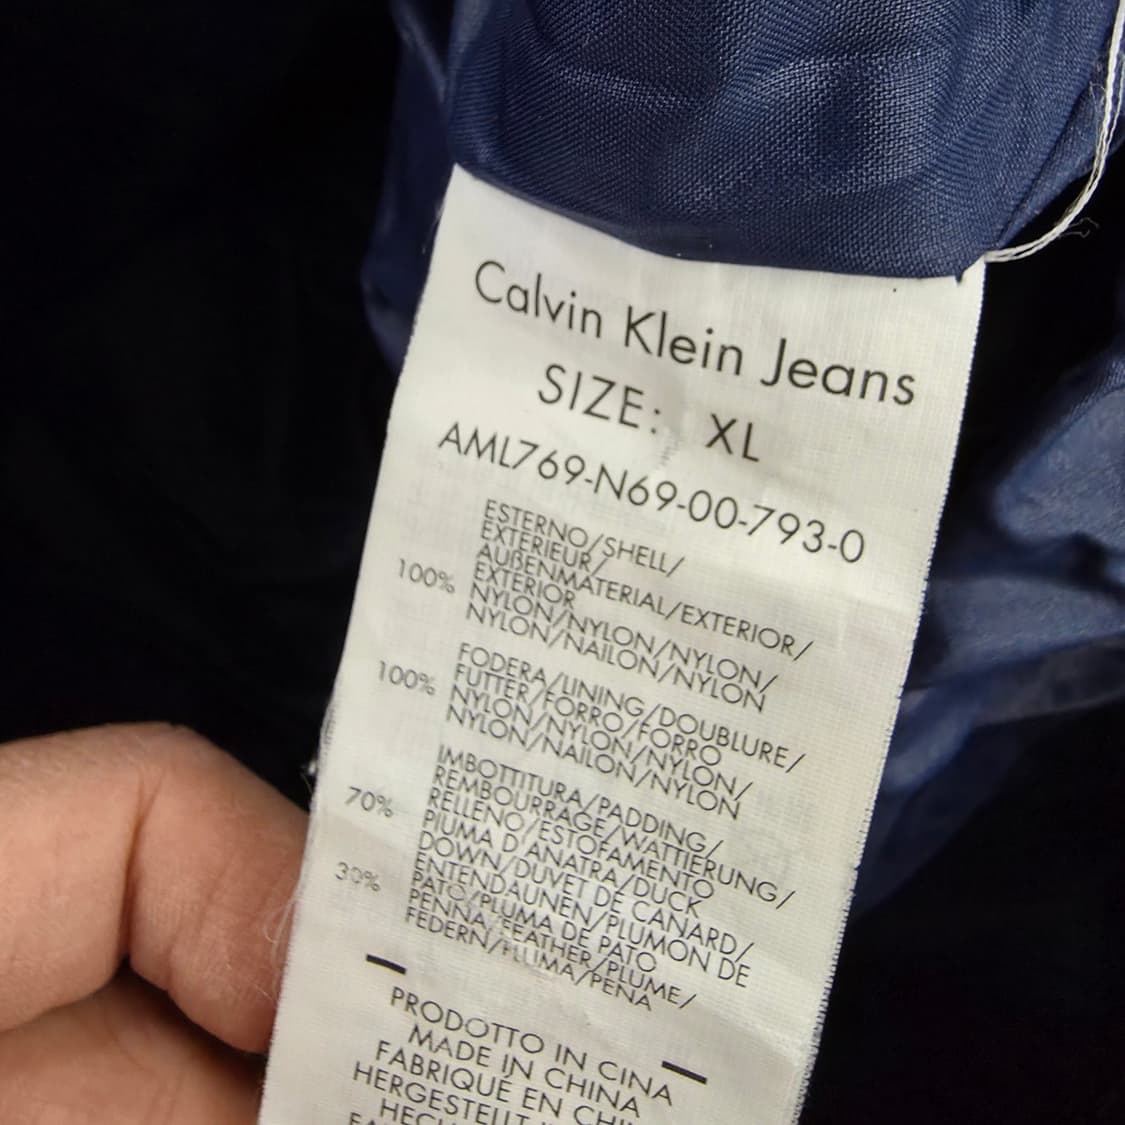 Calvin Klein Jeans
SIZE: XL
AML769-N69-00-793-0
ESTERNO/SHELL/
EXTERIEUR/
AUßENMATERIAL/EXTERIOR/
100% EXTERIOR
NYLON/NYLON/NYLON/
NYLON/NAILON/NYLON
FODERA/LINING/DOUBLURE/
100% FUTTER/FORRO/FORRO
NYLON/NYLON/NYLON/
NYLON/NAILON/NYLON
IMBOTTITURA/PADDING/
REMBOURRAGE/WATTIERUNG/
70% RELLENO/ESTOFAMENTO
PIUMA D'ANATRA/DUCK
DOWN/DUVET DE CANARD/
ENTENDAUNEN/PLUMON DE
30% PATO/PLUMA DE PATO
PENNA/FEATHER/PLUME/
FEDERN/PLUMA/PENA
PRODOTTO IN CINA
MADE IN CHINA
FABRIQUÉ EN
HERGESTELLT